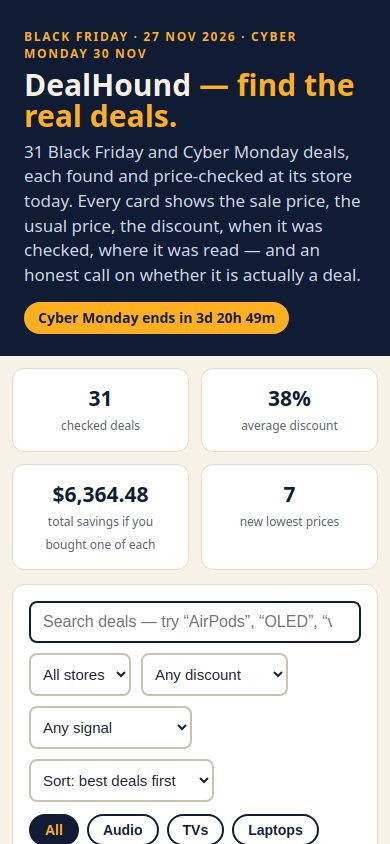 BLACK FRIDAY · 27 NOV 2026 · CYBER
MONDAY 30 NOV
DealHound — find the
real deals.
31 Black Friday and Cyber Monday deals,
each found and price-checked at its store
today. Every card shows the sale price, the
usual price, the discount, when it was
checked, where it was read — and an
honest call on whether it is actually a deal.
Cyber Monday ends in 3d 20h 49m
31
checked deals
38%
average discount
$6,364.48
total savings if you
bought one of each
7
new lowest prices
Search deals — try “AirPods”, “OLED”, “
All stores
Any discount
Any signal
Sort: best deals first
All
Audio
TVs
Laptops